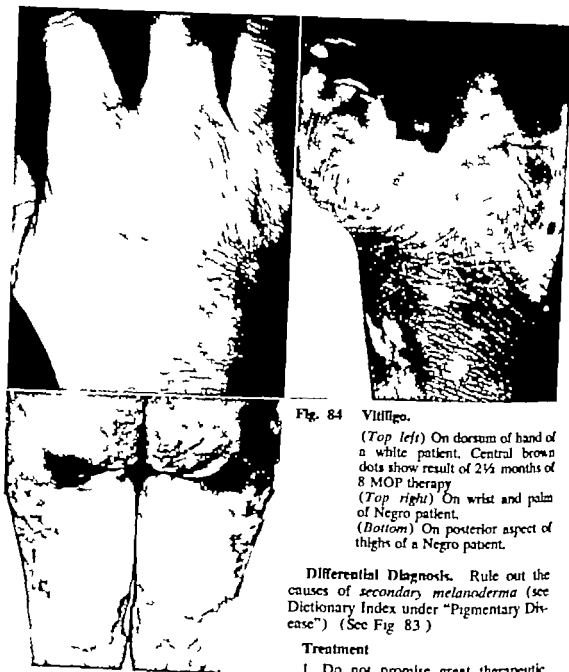 Fig. 84 Vitiligo.
(Top left) On dorsum of hand of
a white patient. Central brown
dots show result of 2½ months of
8 MOP therapy
(Top right) On wrist and palm
of Negro patient.
(Bottom) On posterior aspect of
thighs of a Negro patient.
Differential Diagnosis. Rule out the
causes of secondary melanoderma (see
Dictionary Index under "Pigmentary Dis-
ease") (See Fig 83)
Treatment
1 Do not promise great therapeutic